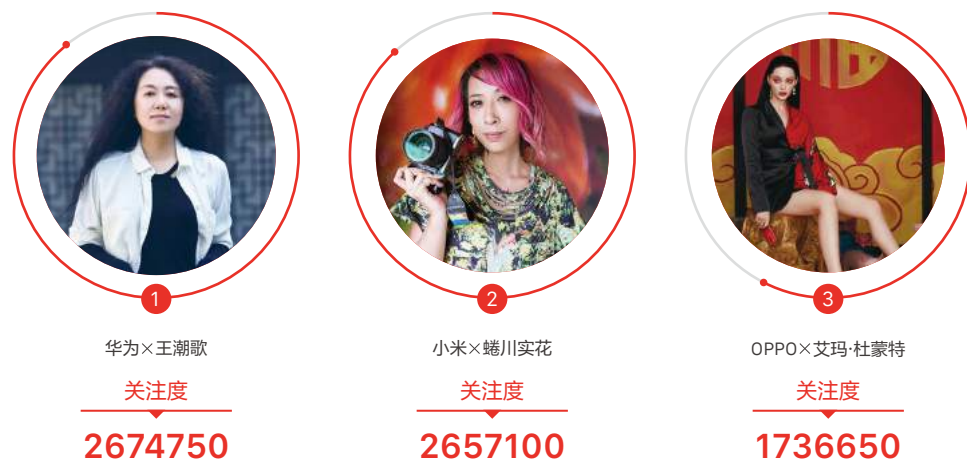 1
2
3
华为×王潮歌
小米×蜷川实花
OPPO×艾玛·杜蒙特
关注度
关注度
关注度
2674750
2657100
1736650